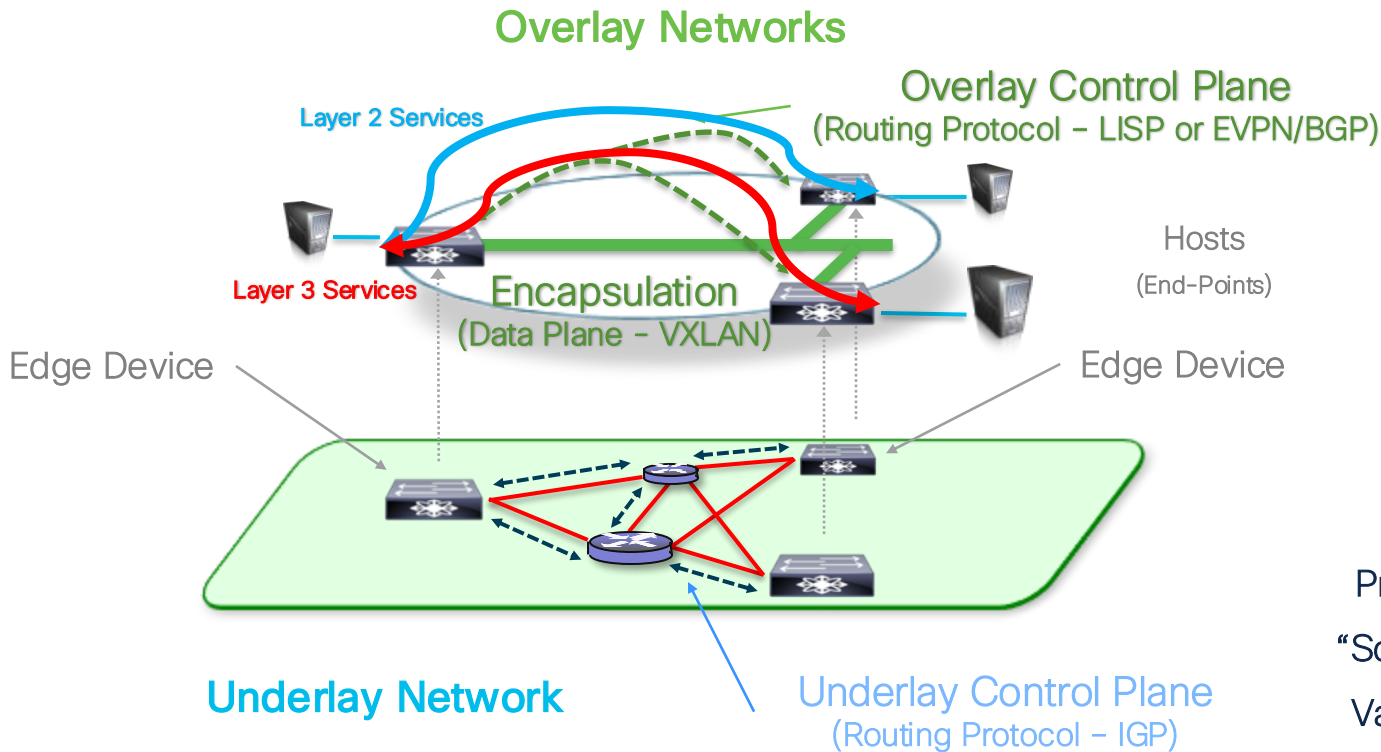 Overlay Networks
Overlay Control Plane
(Routing Protocol – LISP or EVPN/BGP)
Layer 2 Services
Hosts
(End-Points)
Layer 3 Services
Encapsulation
(Data Plane – VXLAN)
Edge Device
Edge Device
Underlay Network
Underlay Control Plane
(Routing Protocol – IGP)